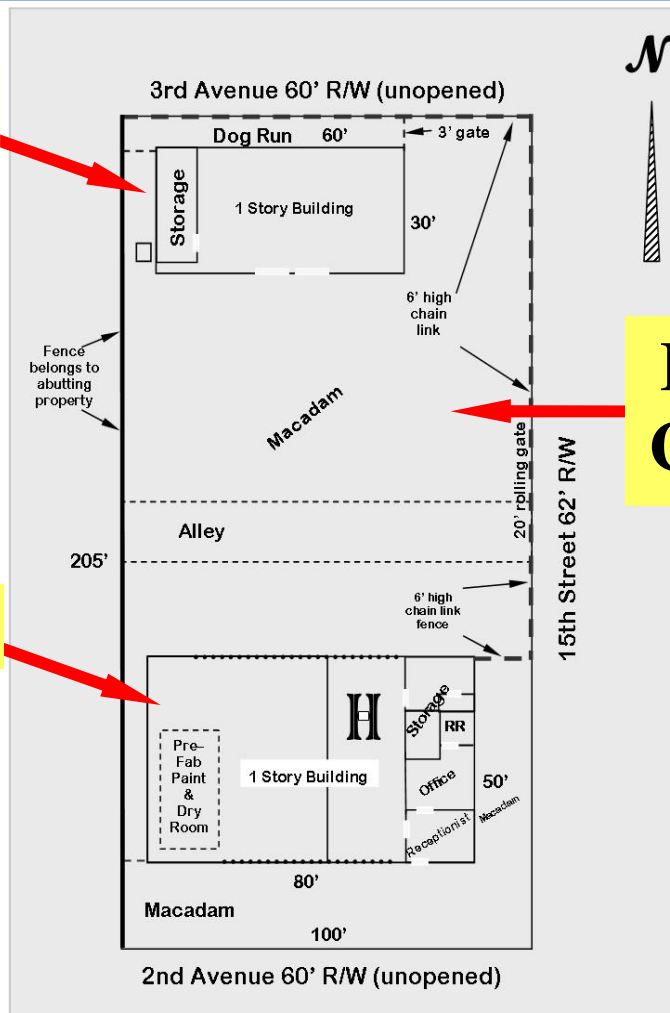 N
3rd Avenue 60' R/W (unopened)
Dog Run 60'
3' gate
Storage
1 Story Building
30'
6' high
chain
link
Fence
belongs to
abutting
property
Macadam
20' rolling gate
15th Street 62' R/W
Alley
205'
6' high
chain link
fence
Storage
H
RR
Pre-
Fab
Paint
&
Dry
Room
1 Story Building
Office
50'
Receptionist
Macadam
80'
Macadam
100'
2nd Avenue 60' R/W (unopened)